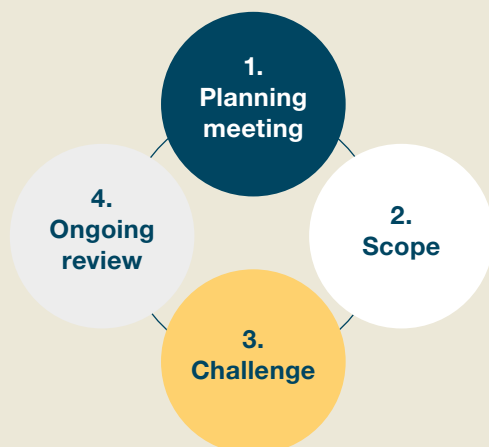 1.
Planning
meeting
2.
Scope
3.
Challenge
4.
Ongoing
review